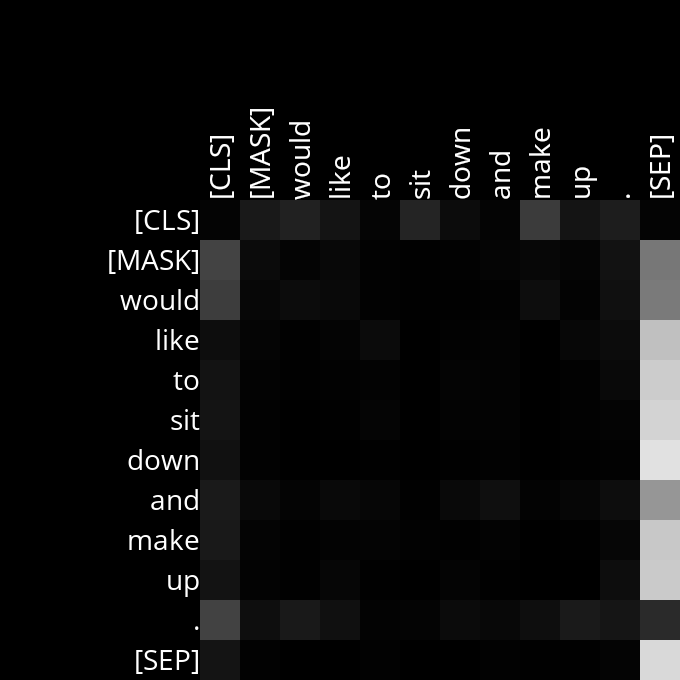 [CLS] [MASK] would like to sit down and make up . [SEP]
[CLS]
[MASK]
would
like
to
sit
down
and
make
up
.
[SEP]